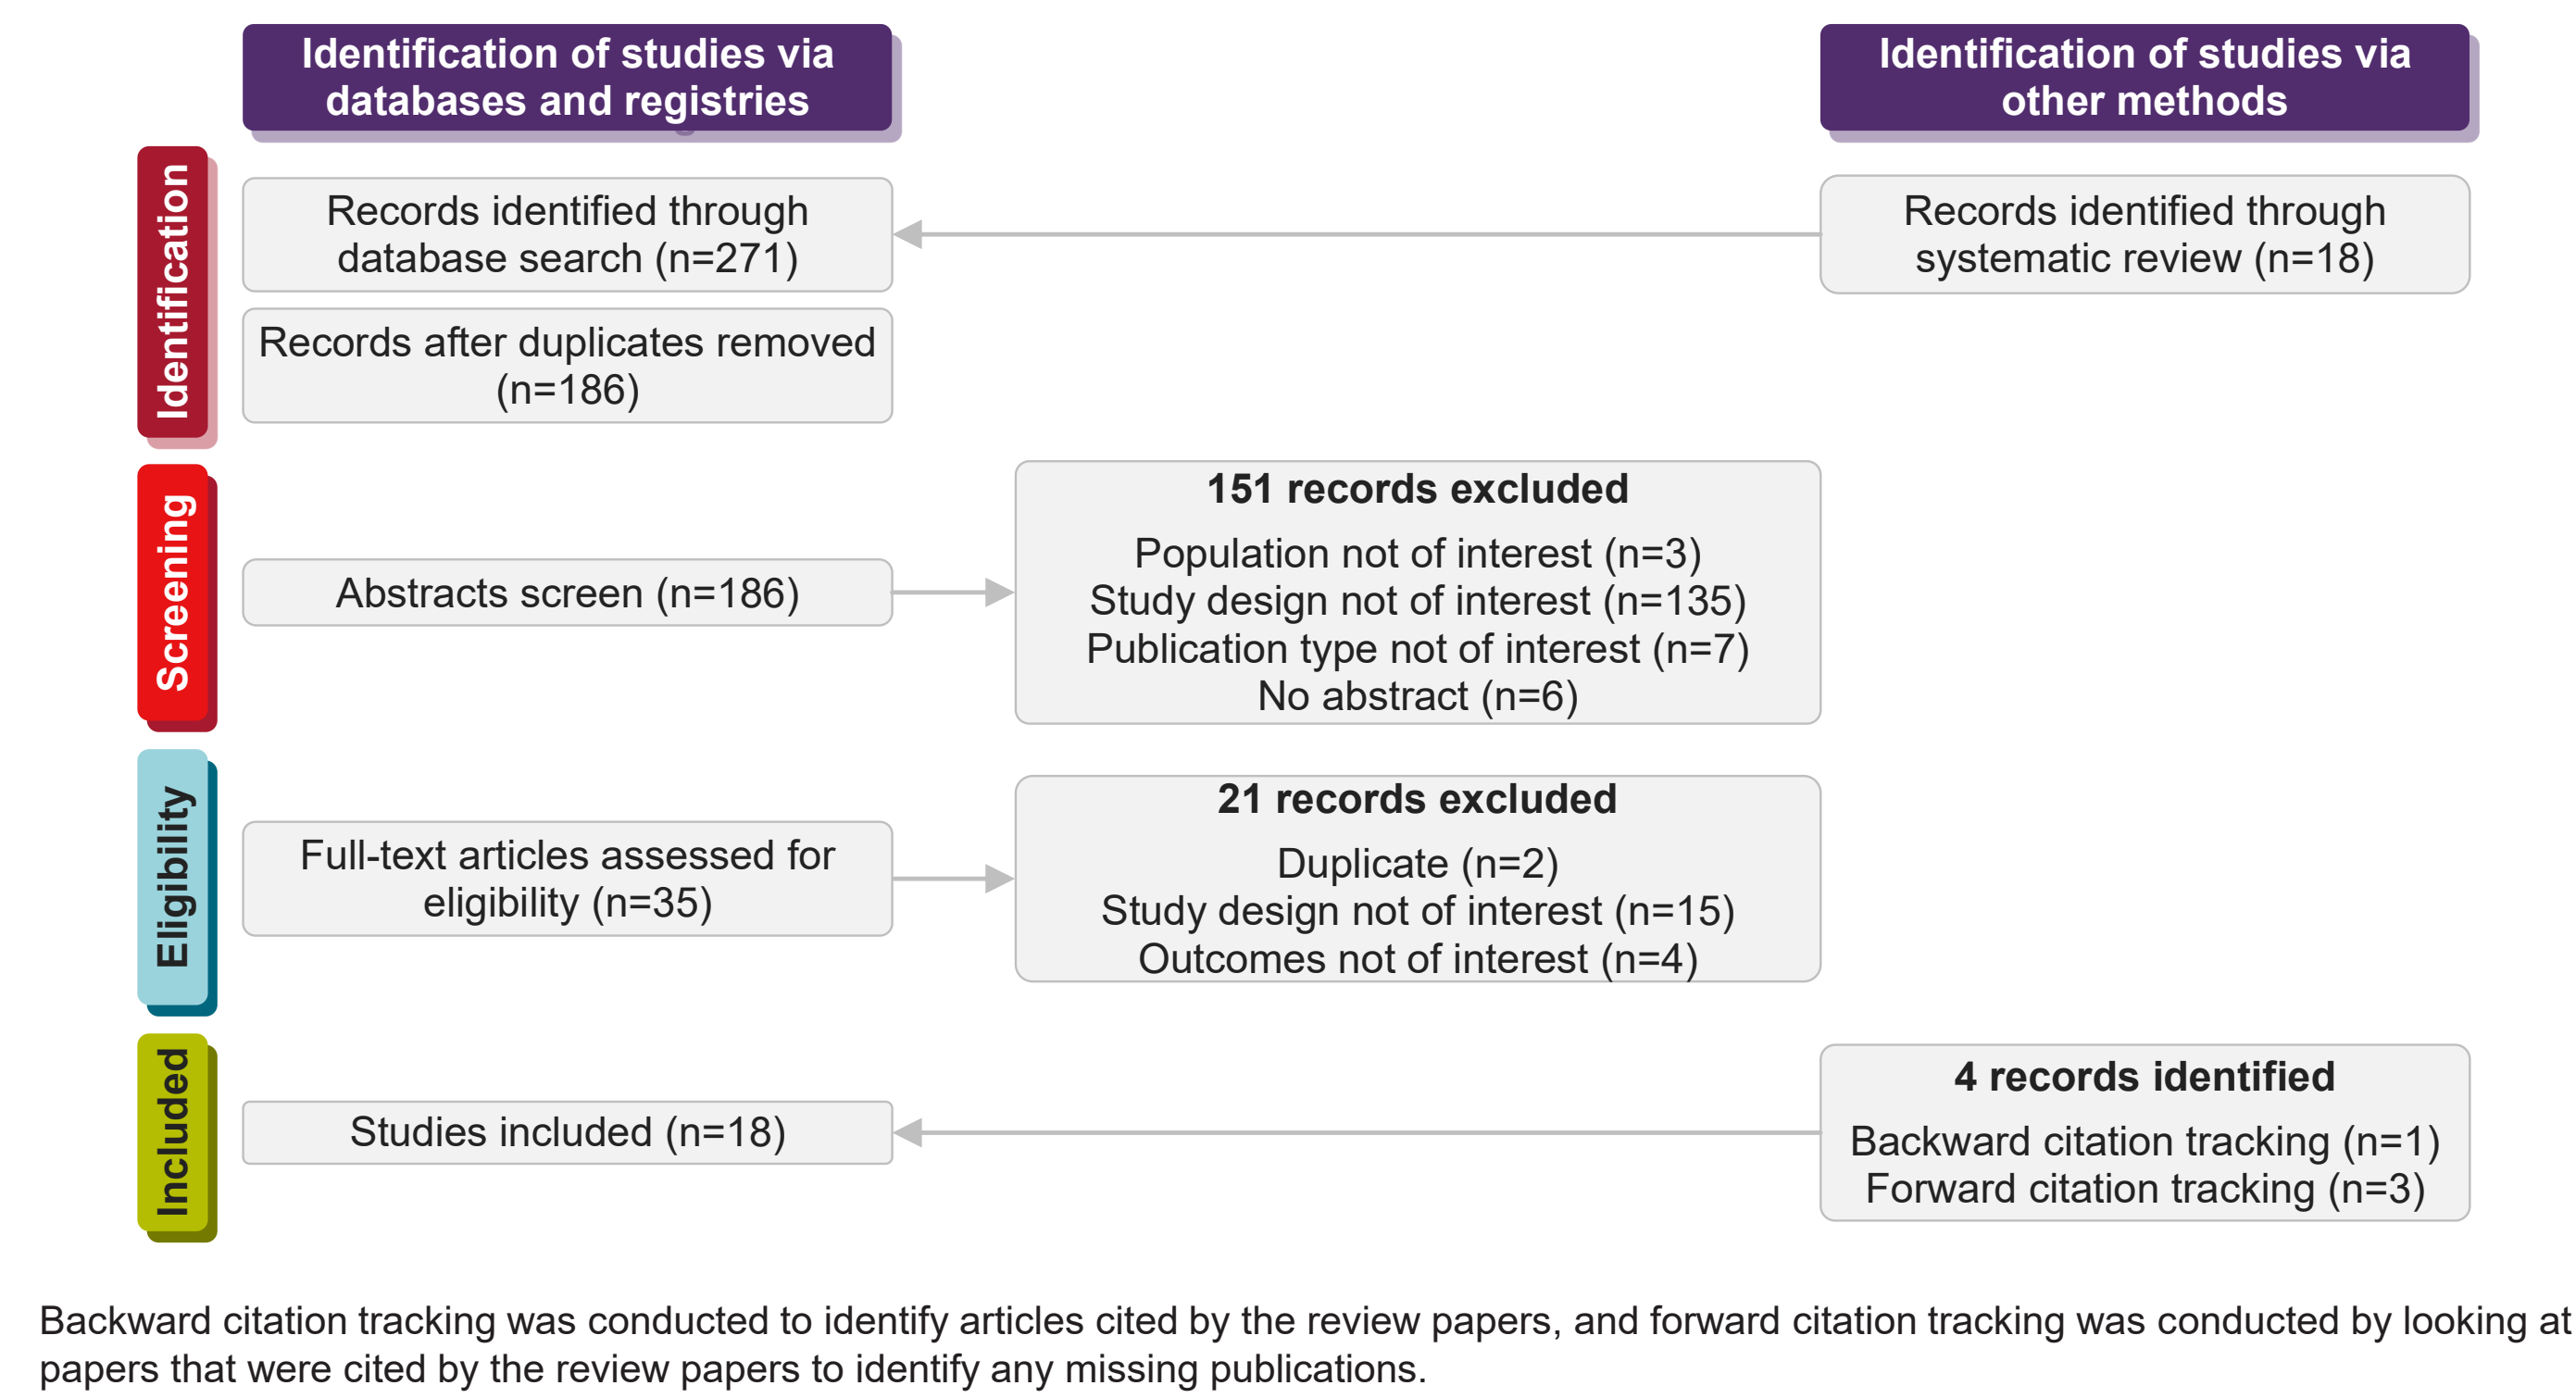 Identification of studies via
databases and registries
Identification of studies via
other methods
Identification
Records identified through
database search (n=271)
Records identified through
systematic review (n=18)
Records after duplicates removed
(n=186)
Screening
Abstracts screen (n=186)
151 records excluded
Population not of interest (n=3)
Study design not of interest (n=135)
Publication type not of interest (n=7)
No abstract (n=6)
Eligibility
Full-text articles assessed for
eligibility (n=35)
21 records excluded
Duplicate (n=2)
Study design not of interest (n=15)
Outcomes not of interest (n=4)
Included
Studies included (n=18)
4 records identified
Backward citation tracking (n=1)
Forward citation tracking (n=3)
Backward citation tracking was conducted to identify articles cited by the review papers, and forward citation tracking was conducted by looking at
papers that were cited by the review papers to identify any missing publications.